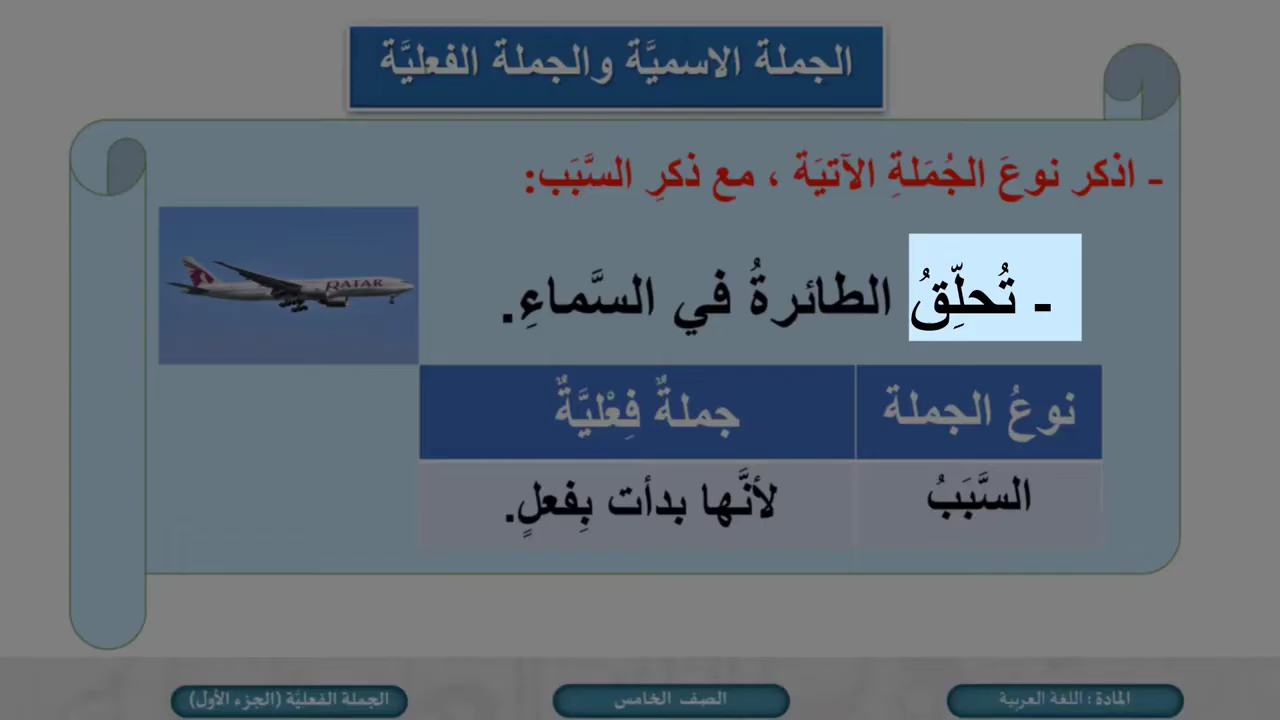 الجملة الاسميَّة والجملة الفعليَّة
- اذكر نوعَ الجُمَلةِ الآتيَة ، مع ذكرِ السَّبَب:
- تُحلِّقُ الطائرةُ في السَّماءِ.
QATAR
نوعُ الجملة جملةٌ فِعْليَّةٌ
السَّبَبُ لأنَّها بدأت بِفعلٍ.
المادة : اللغة العربية الصف الخامس الجملة الفعليَّة (الجزء الأول)